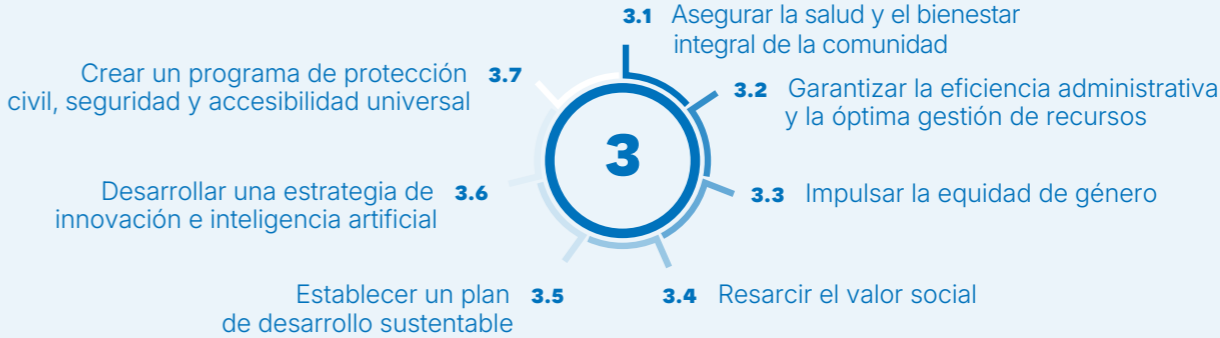 3
3.1 Asegurar la salud y el bienestar
integral de la comunidad
3.2 Garantizar la eficiencia administrativa
y la óptima gestión de recursos
3.3 Impulsar la equidad de género
3.4 Resarcir el valor social
Establecer un plan 3.5
de desarrollo sustentable
Desarrollar una estrategia de 3.6
innovación e inteligencia artificial
Crear un programa de protección 3.7
civil, seguridad y accesibilidad universal